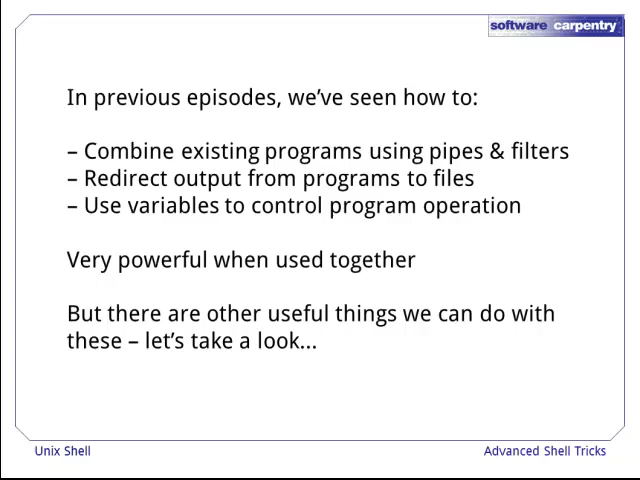 software carpentry
In previous episodes, we've seen how to:
– Combine existing programs using pipes & filters
– Redirect output from programs to files
– Use variables to control program operation
Very powerful when used together
But there are other useful things we can do with
these – let's take a look...
Unix Shell
Advanced Shell Tricks